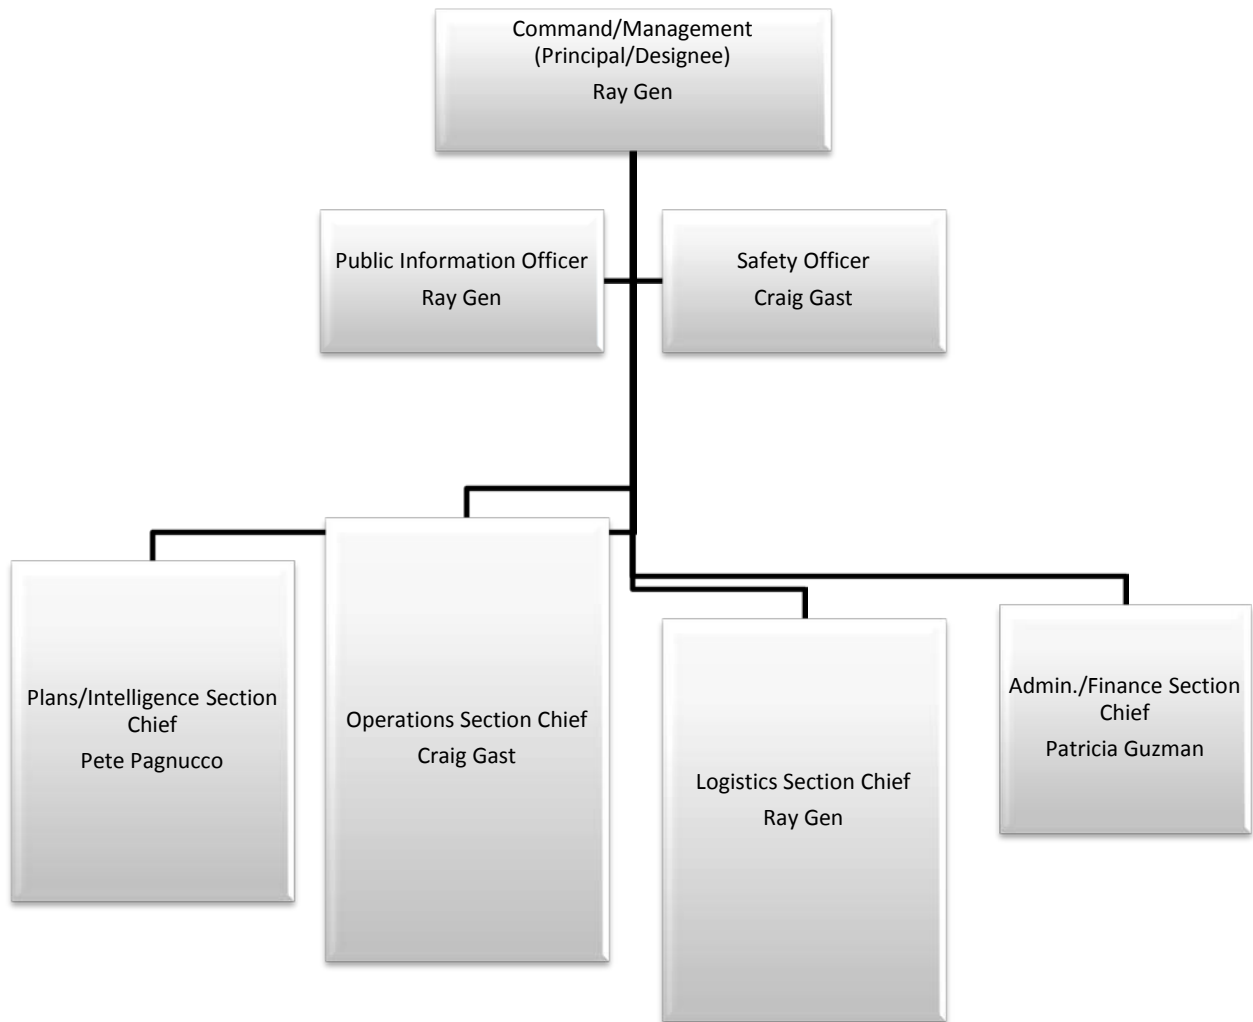 Command/Management
(Principal/Designee)
Ray Gen
Public Information Officer
Ray Gen
Safety Officer
Craig Gast
Plans/Intelligence Section
Chief
Pete Pagnucco
Operations Section Chief
Craig Gast
Logistics Section Chief
Ray Gen
Admin./Finance Section
Chief
Patricia Guzman